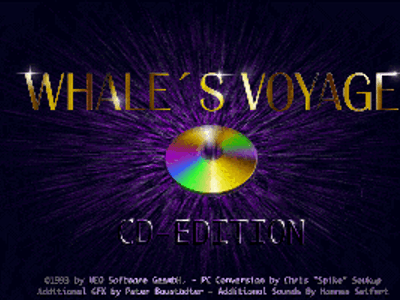 WHALE´S VOYAGE
CD-EDITION
©1993 by NEO Software GesmbH. - PC Conversion by Chris "Spike" Soukup
Additional GFX by Peter Baustädter - Additional Sounds By Hannes Seifert